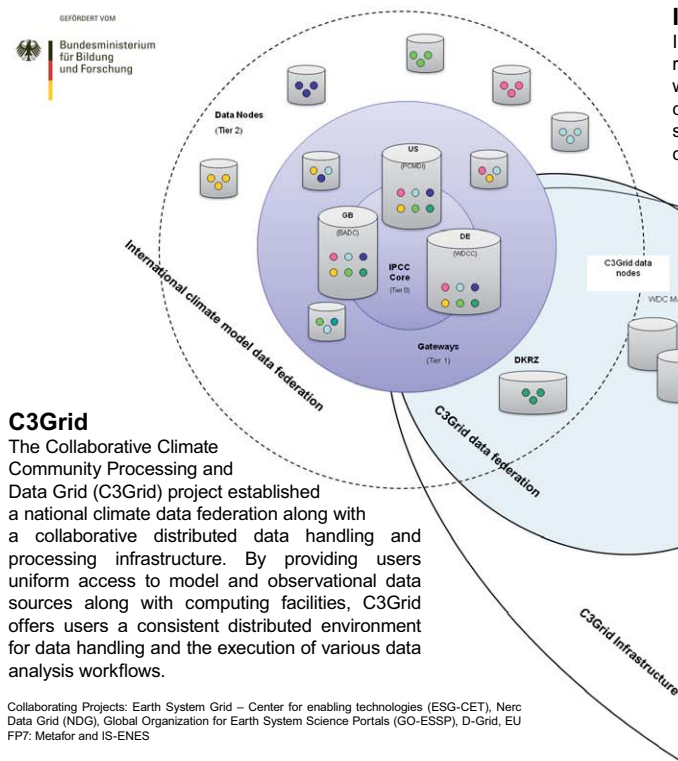 GEFÖRDERT VOM
Bundesministerium
für Bildung
und Forschung
Data Nodes
(Tier 2)
US
(PCMDI)
GB
(BADC)
DE
(WDCC)
IPCC
Core
(Tier 0)
Gateways
(Tier 1)
International climate model data federation
C3Grid data
nodes
DKRZ
C3Grid data federation
C3Grid Infrastructure
C3Grid
The Collaborative Climate
Community Processing and
Data Grid (C3Grid) project established
a national climate data federation along with
a collaborative distributed data handling and
processing infrastructure. By providing users
uniform access to model and observational data
sources along with computing facilities, C3Grid
offers users a consistent distributed environment
for data handling and the execution of various data
analysis workflows.
Collaborating Projects: Earth System Grid – Center for enabling technologies (ESG-CET), Nerc
Data Grid (NDG), Global Organization for Earth System Science Portals (GO-ESSP), D-Grid, EU
FP7: Metafor and IS-ENES
WDC